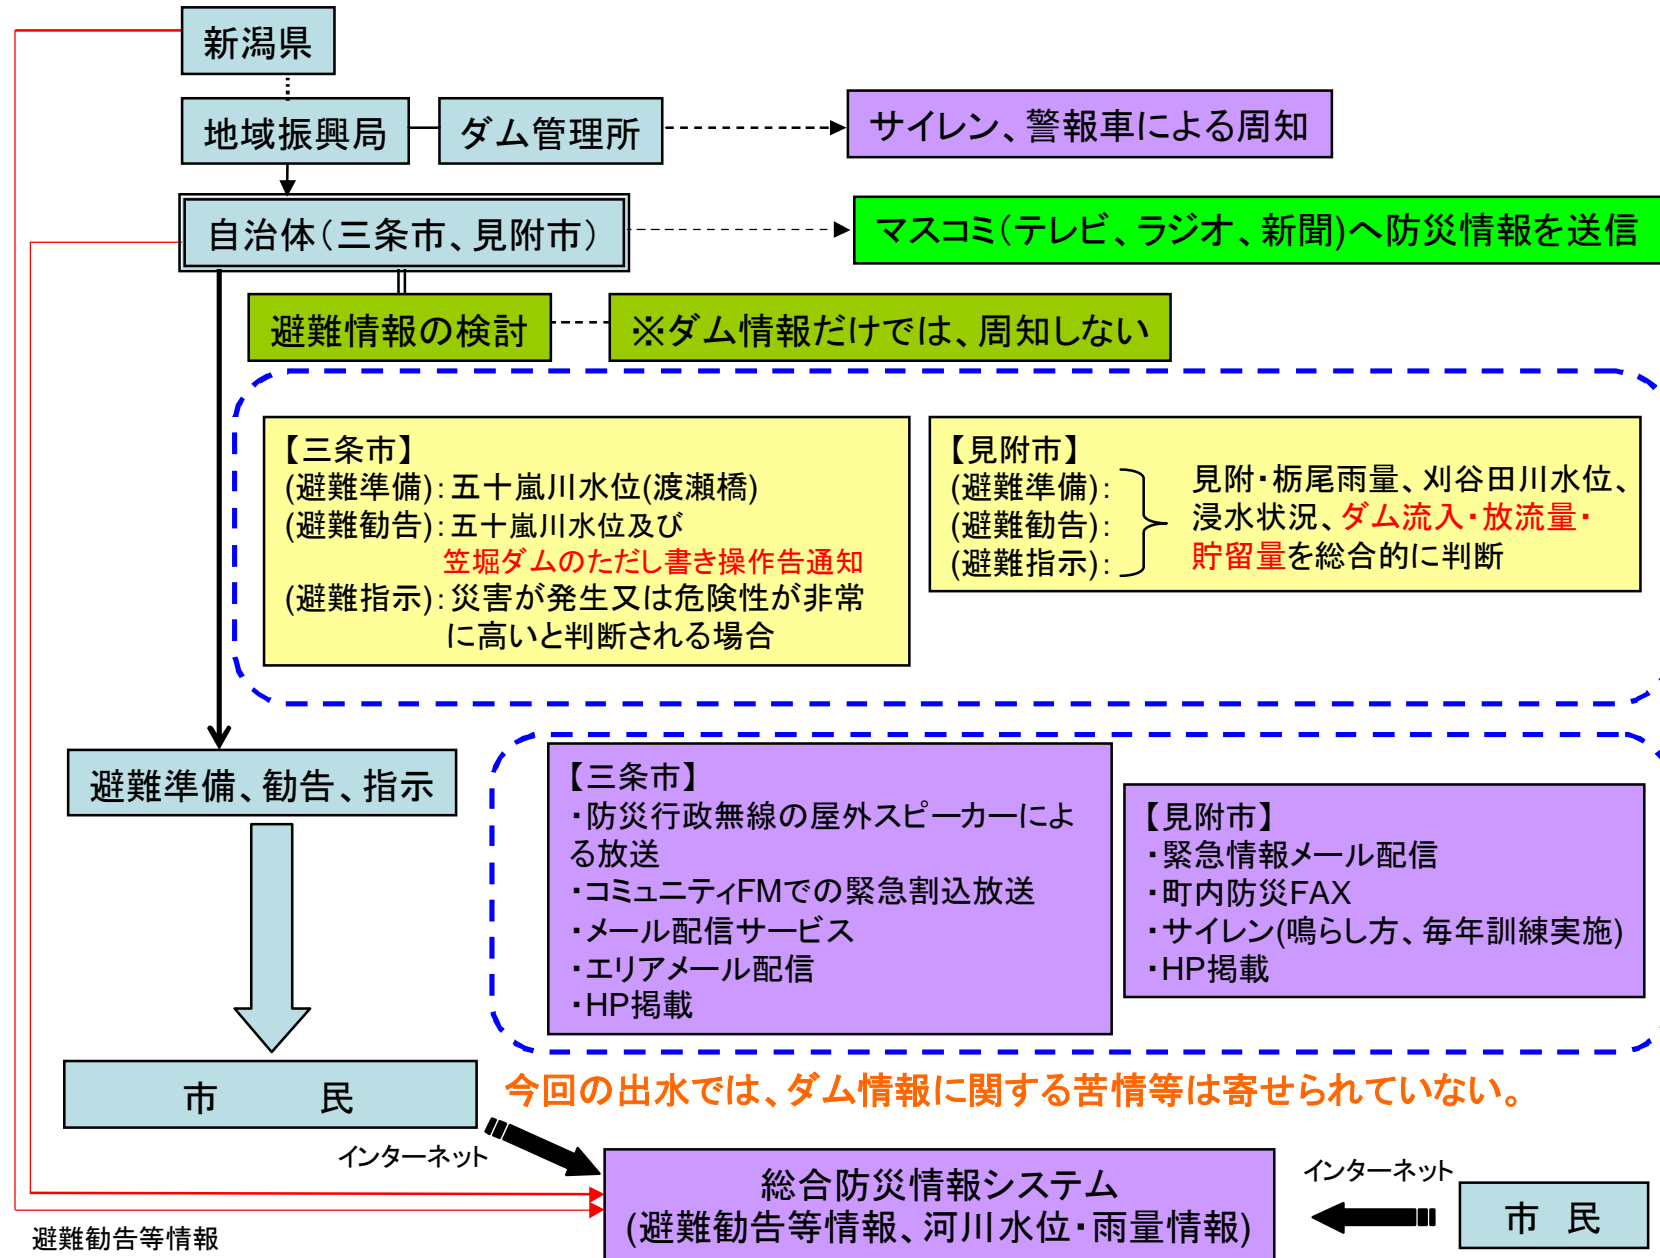 新潟県
地域振興局
ダム管理所
サイレン、警報車による周知
自治体(三条市、見附市)
マスコミ(テレビ、ラジオ、新聞)へ防災情報を送信
避難情報の検討
※ダム情報だけでは、周知しない
【三条市】
(避難準備):五十嵐川水位(渡瀬橋)
(避難勧告):五十嵐川水位及び
笠堀ダムのただし書き操作告通知
(避難指示):災害が発生又は危険性が非常
に高いと判断される場合
【見附市】
(避難準備):
(避難勧告):
(避難指示):
見附・栃尾雨量、刈谷田川水位、
浸水状況、ダム流入・放流量・
貯留量を総合的に判断
避難準備、勧告、指示
【三条市】
・防災行政無線の屋外スピーカーによ
る放送
・コミュニティFMでの緊急割込放送
・メール配信サービス
・エリアメール配信
・HP掲載
【見附市】
・緊急情報メール配信
・町内防災FAX
・サイレン(鳴らし方、毎年訓練実施)
・HP掲載
市　民
今回の出水では、ダム情報に関する苦情等は寄せられていない。
インターネット
総合防災情報システム
(避難勧告等情報、河川水位・雨量情報)
インターネット
市 民
避難勧告等情報